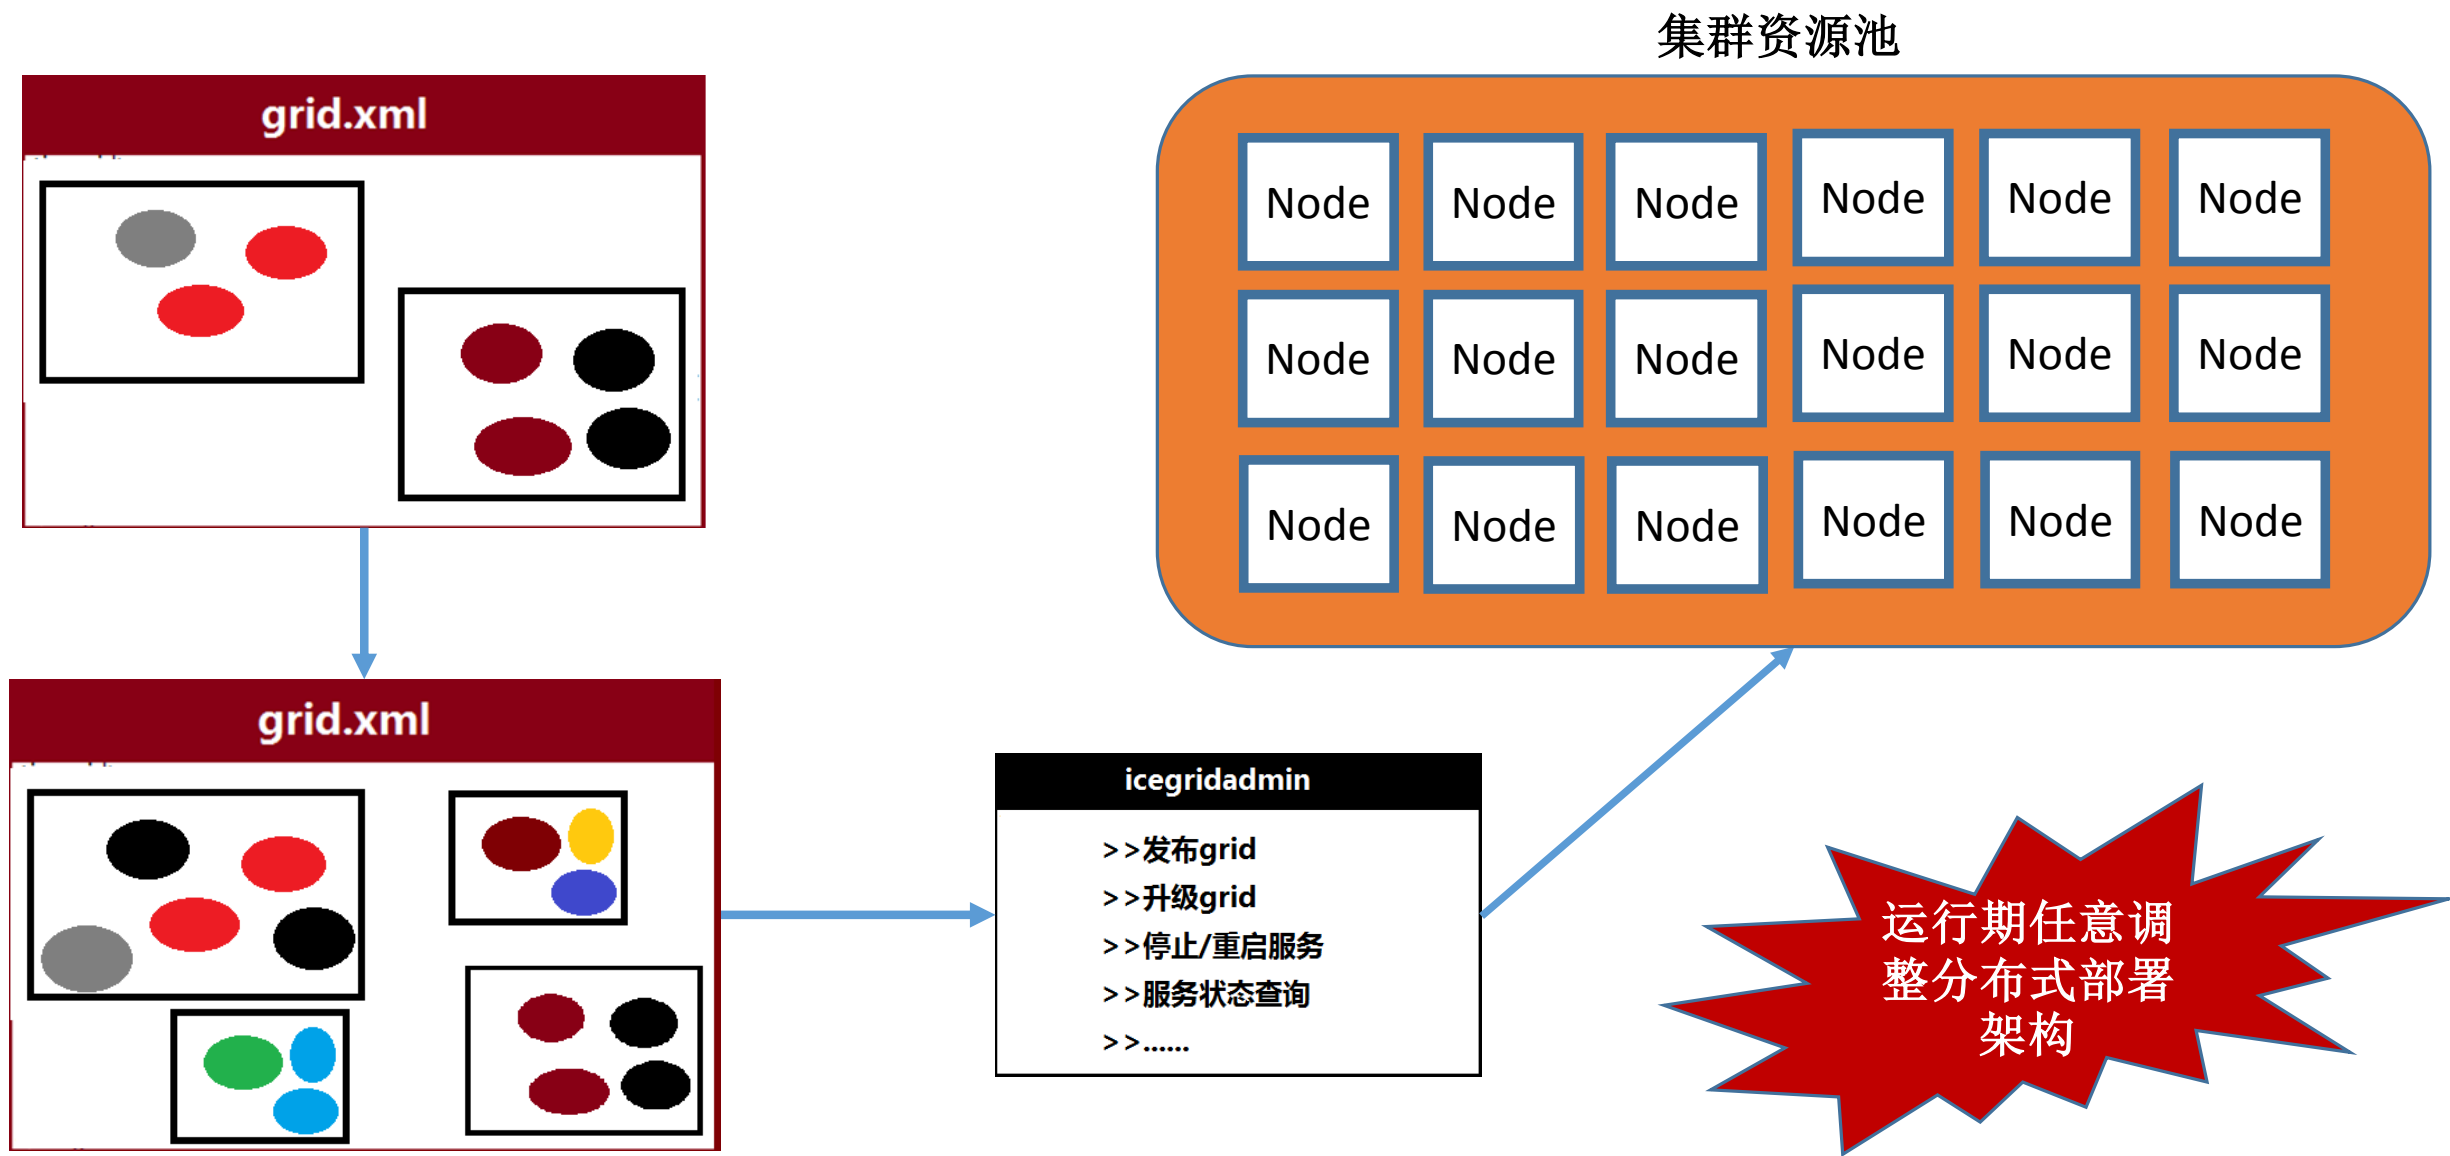 集群资源池
grid.xml
Node Node Node Node Node Node
Node Node Node Node Node Node
Node Node Node Node Node Node
grid.xml
icegridadmin
>>发布grid
>>升级grid
>>停止/重启服务
>>服务状态查询
>>......
运行期任意调
整分布式部署
架构